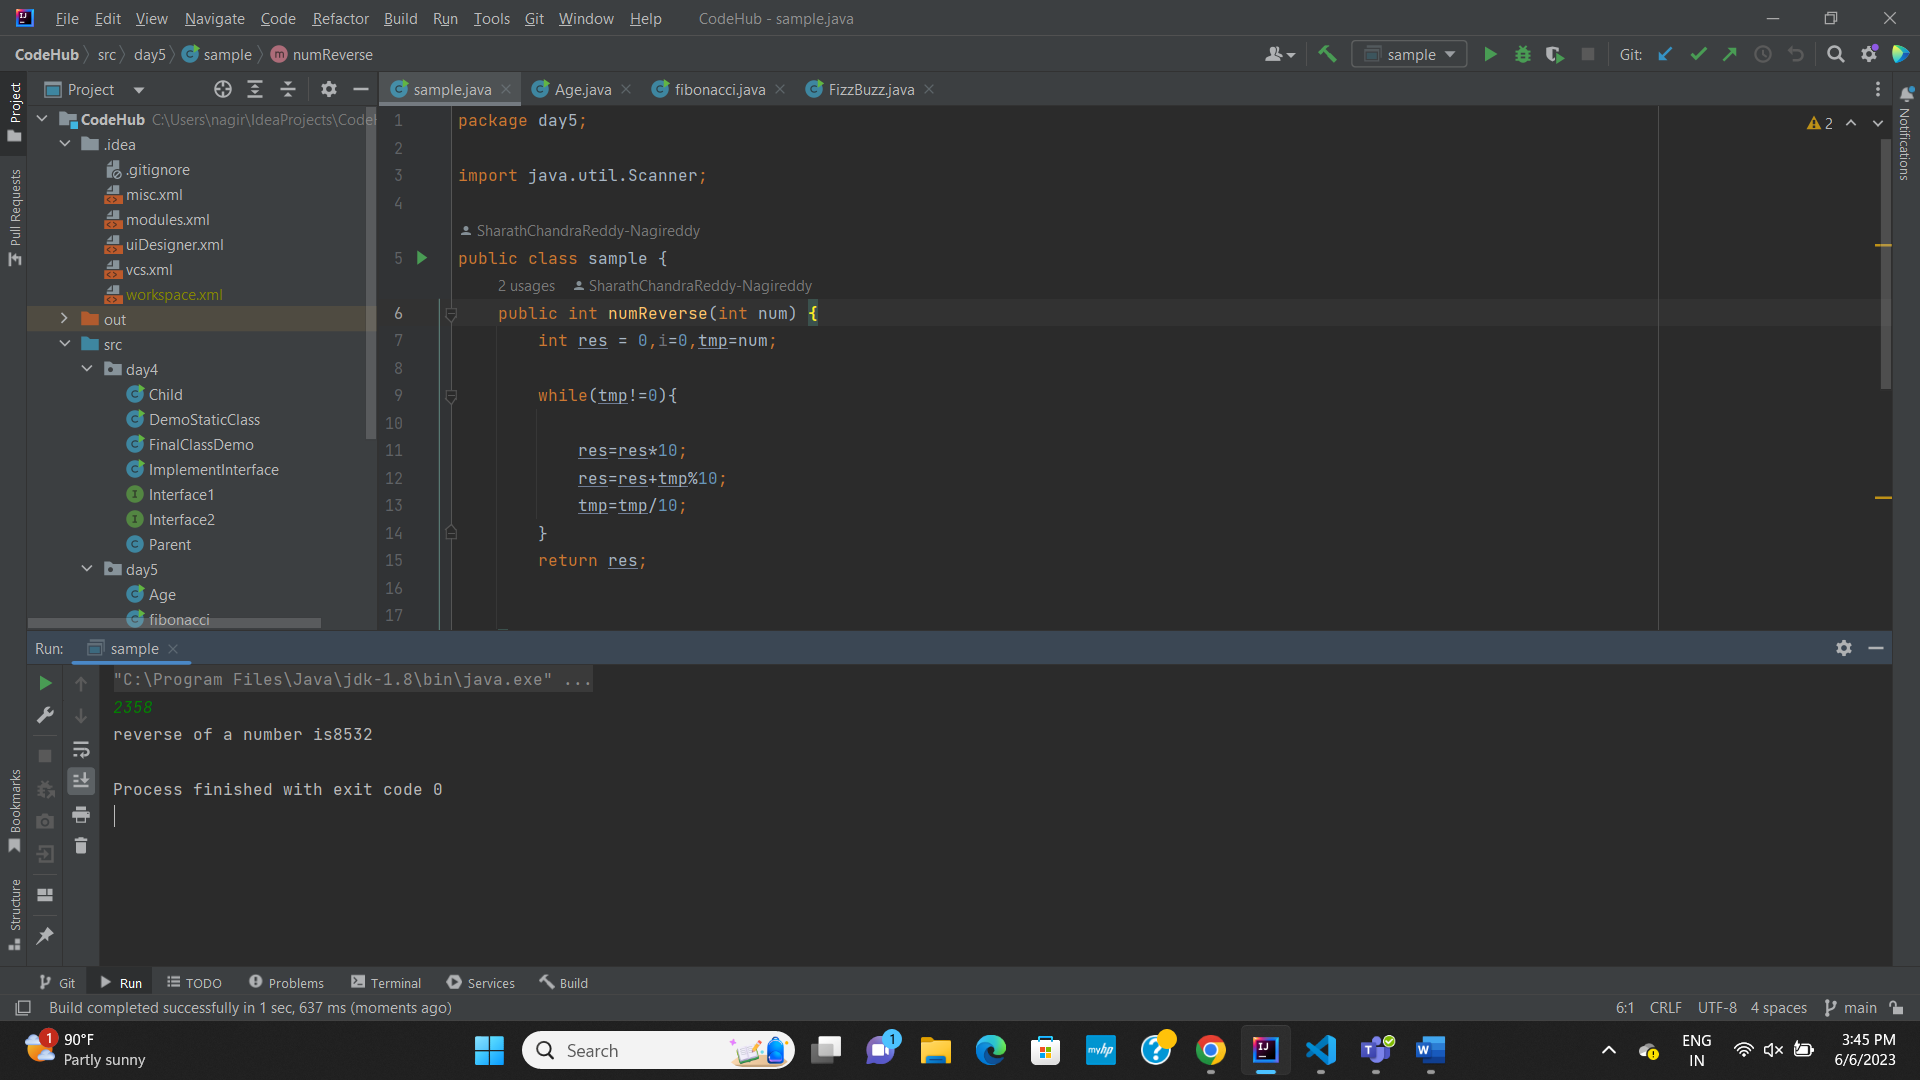 File Edit View Navigate Code Refactor Build Run Tools Git Window Help CodeHub - sample.java
CodeHub src day5 sample m numReverse sample Git:
Project sample.java Age.java fibonacci.java FizzBuzz.java
CodeHub C:\Users\nagir\IdeaProjects\Code
.idea
.gitignore
misc.xml
modules.xml
uiDesigner.xml
vcs.xml
workspace.xml
out
src
day4
Child
DemoStaticClass
FinalClassDemo
ImplementInterface
Interface1
Interface2
Parent
day5
Age
fibonacci
Project
Pull Requests
Bookmarks
Structure
Notifications
2
1 package day5;
2
3 import java.util.Scanner;
4
SharathChandraReddy-Nagireddy
5 public class sample {
2 usages SharathChandraReddy-Nagireddy
6 public int numReverse(int num) {
7 int res = 0,i=0,tmp=num;
8
9 while(tmp!=0){
10
11 res=res*10;
12 res=res+tmp%10;
13 tmp=tmp/10;
14 }
15 return res;
16
17
Run: sample
"C:\Program Files\Java\jdk-1.8\bin\java.exe" ...
2358
reverse of a number is8532
Process finished with exit code 0
Git Run TODO Problems Terminal Services Build
Build completed successfully in 1 sec, 637 ms (moments ago) 6:1 CRLF UTF-8 4 spaces main
1 90°F
Partly sunny
Search
1
myhp
ENG
IN
3:45 PM
6/6/2023